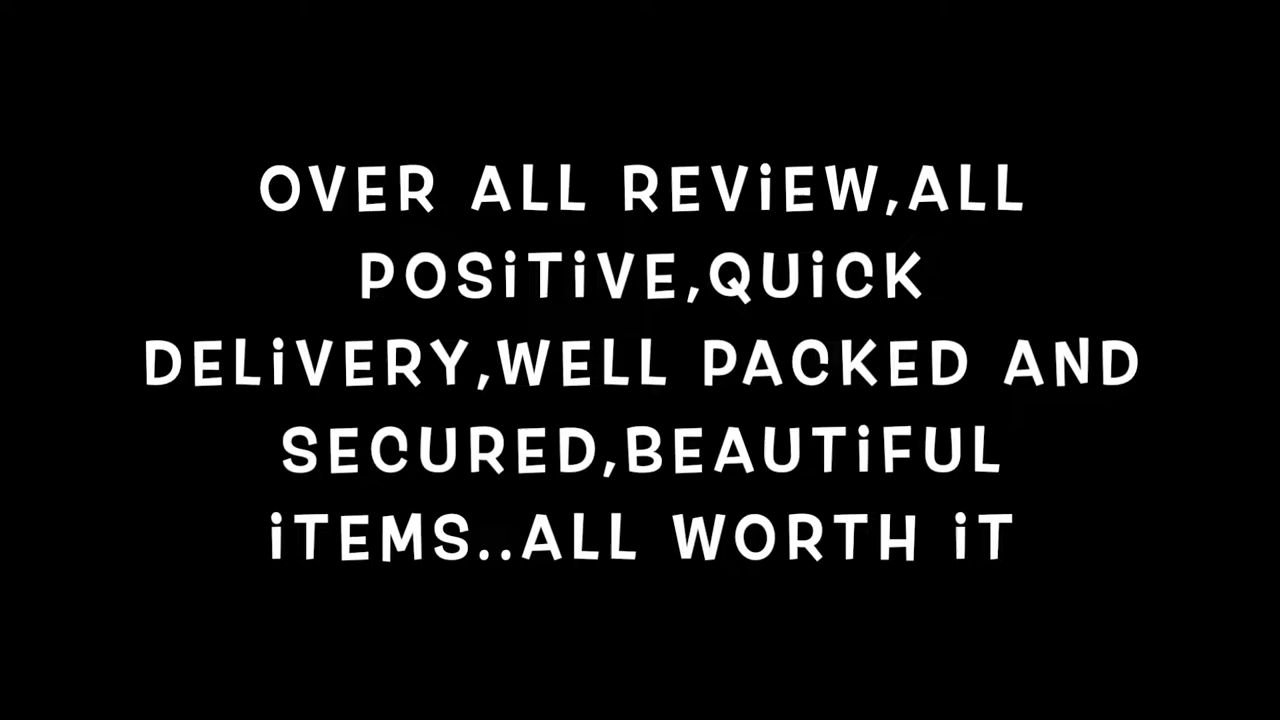 OVER ALL REViEW,ALL
POSiTiVE,QUiCK
DELiVERY,WELL PACKED AND
SECURED,BEAUTiFUL
iTEMS..ALL WORTH iT